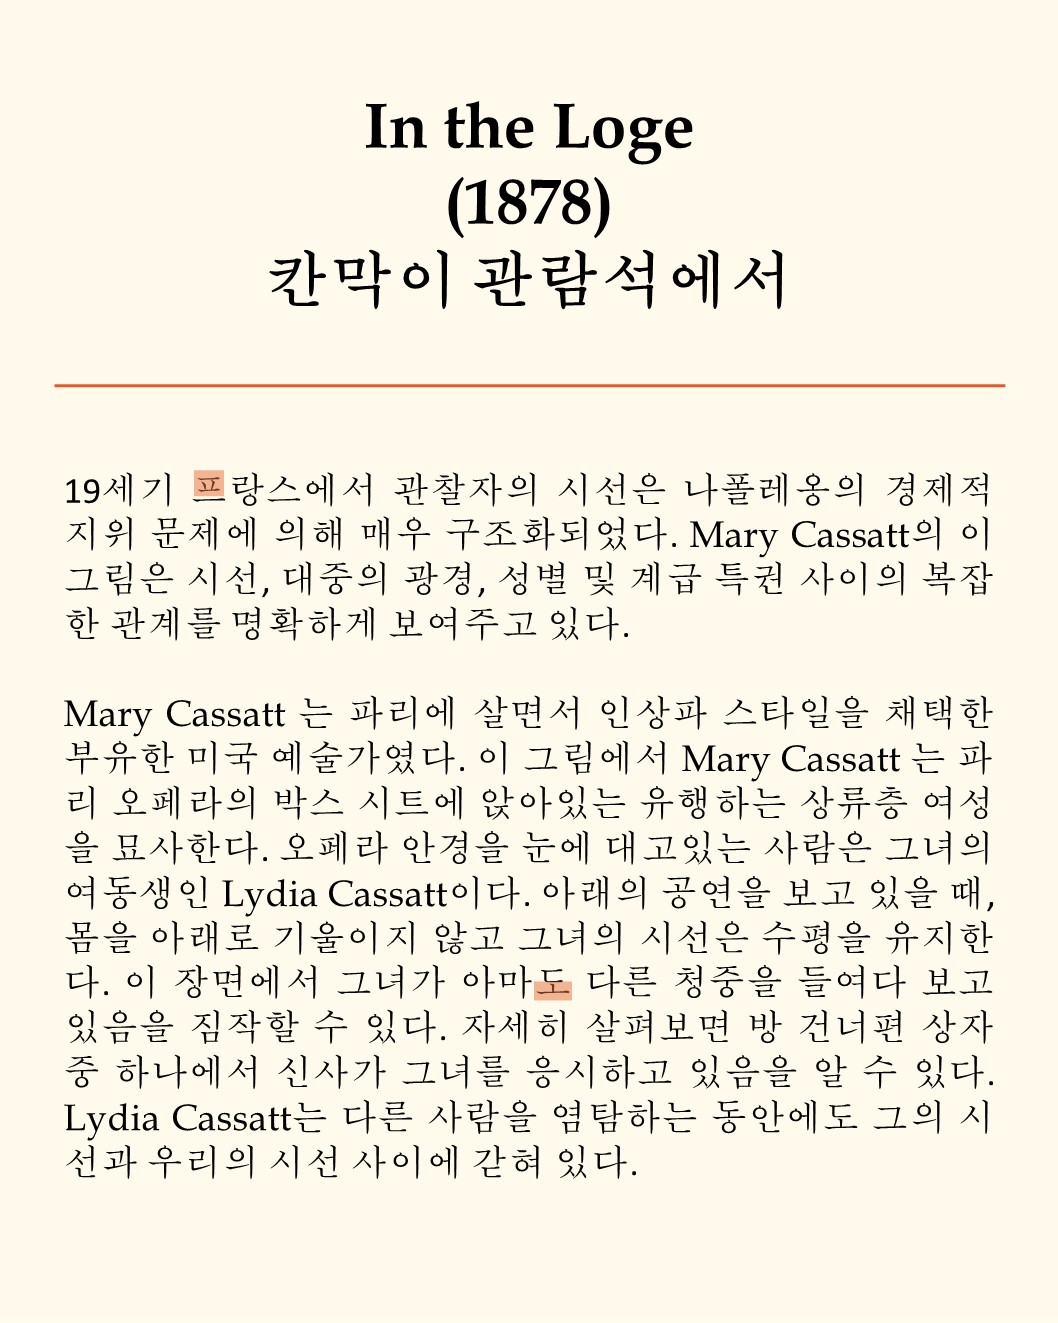 In the Loge
(1878)
칸막이 관람석에서
19세기 프랑스에서 관찰자의 시선은 나폴레옹의 경제적
지위 문제에 의해 매우 구조화되었다. Mary Cassatt의 이
그림은 시선, 대중의 광경, 성별 및 계급 특권 사이의 복잡
한 관계를 명확하게 보여주고 있다.
Mary Cassatt 는 파리에 살면서 인상파 스타일을 채택한
부유한 미국 예술가였다. 이 그림에서 Mary Cassatt 는 파
리 오페라의 박스 시트에 앉아있는 유행하는 상류층 여성
을 묘사한다. 오페라 안경을 눈에 대고있는 사람은 그녀의
여동생인 Lydia Cassatt이다. 아래의 공연을 보고 있을 때,
몸을 아래로 기울이지 않고 그녀의 시선은 수평을 유지한
다. 이 장면에서 그녀가 아마도 다른 청중을 들여다 보고
있음을 짐작할 수 있다. 자세히 살펴보면 방 건너편 상자
중 하나에서 신사가 그녀를 응시하고 있음을 알 수 있다.
Lydia Cassatt는 다른 사람을 염탐하는 동안에도 그의 시
선과 우리의 시선 사이에 갇혀 있다.